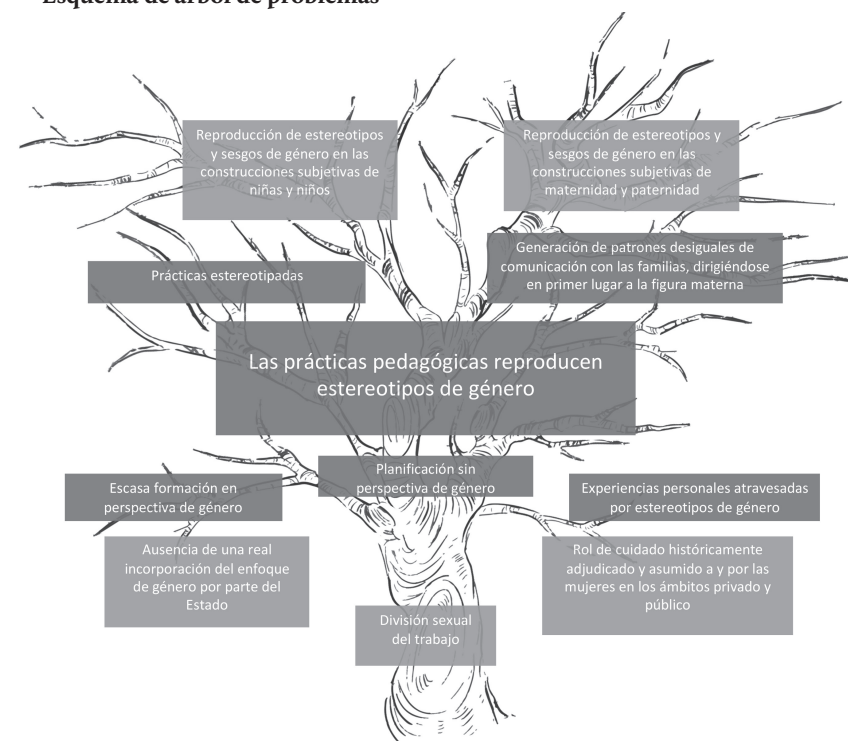 Esquema de árbol de problemas
Reproducción de estereotipos
y sesgos de género en las
construcciones subjetivas de
niñas y niños
Reproducción de estereotipos y
sesgos de género en las
construcciones subjetivas de
maternidad y paternidad
Prácticas estereotipadas
Generación de patrones desiguales de
comunicación con las familias, dirigiéndose
en primer lugar a la figura materna
Las prácticas pedagógicas reproducen
estereotipos de género
Escasa formación en
perspectiva de género
Planificación sin
perspectiva de género
Experiencias personales atravesadas
por estereotipos de género
Ausencia de una real
incorporación del enfoque
de género por parte del
Estado
Rol de cuidado históricamente
adjudicado y asumido a y por las
mujeres en los ámbitos privado y
público
División sexual
del trabajo